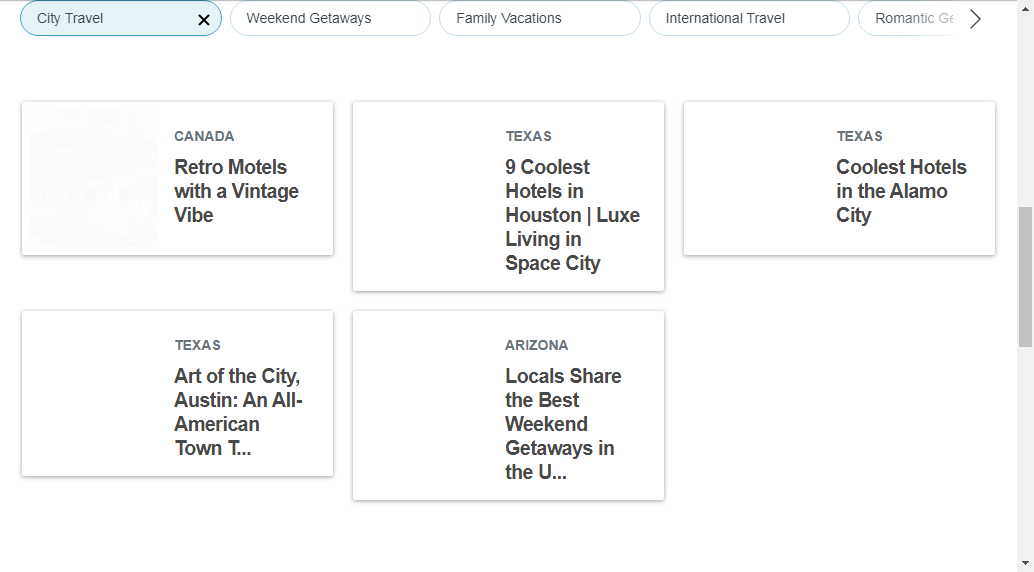 City Travel
Weekend Getaways
Family Vacations
International Travel
Romantic
CANADA
Retro Motels
with a Vintage
Vibe
TEXAS
9 Coolest
Hotels in
Houston | Luxe
Living in
Space City
TEXAS
Coolest Hotels
in the Alamo
City
TEXAS
Art of the City,
Austin: An All-
American
Town T...
ARIZONA
Locals Share
the Best
Weekend
Getaways in
the U...